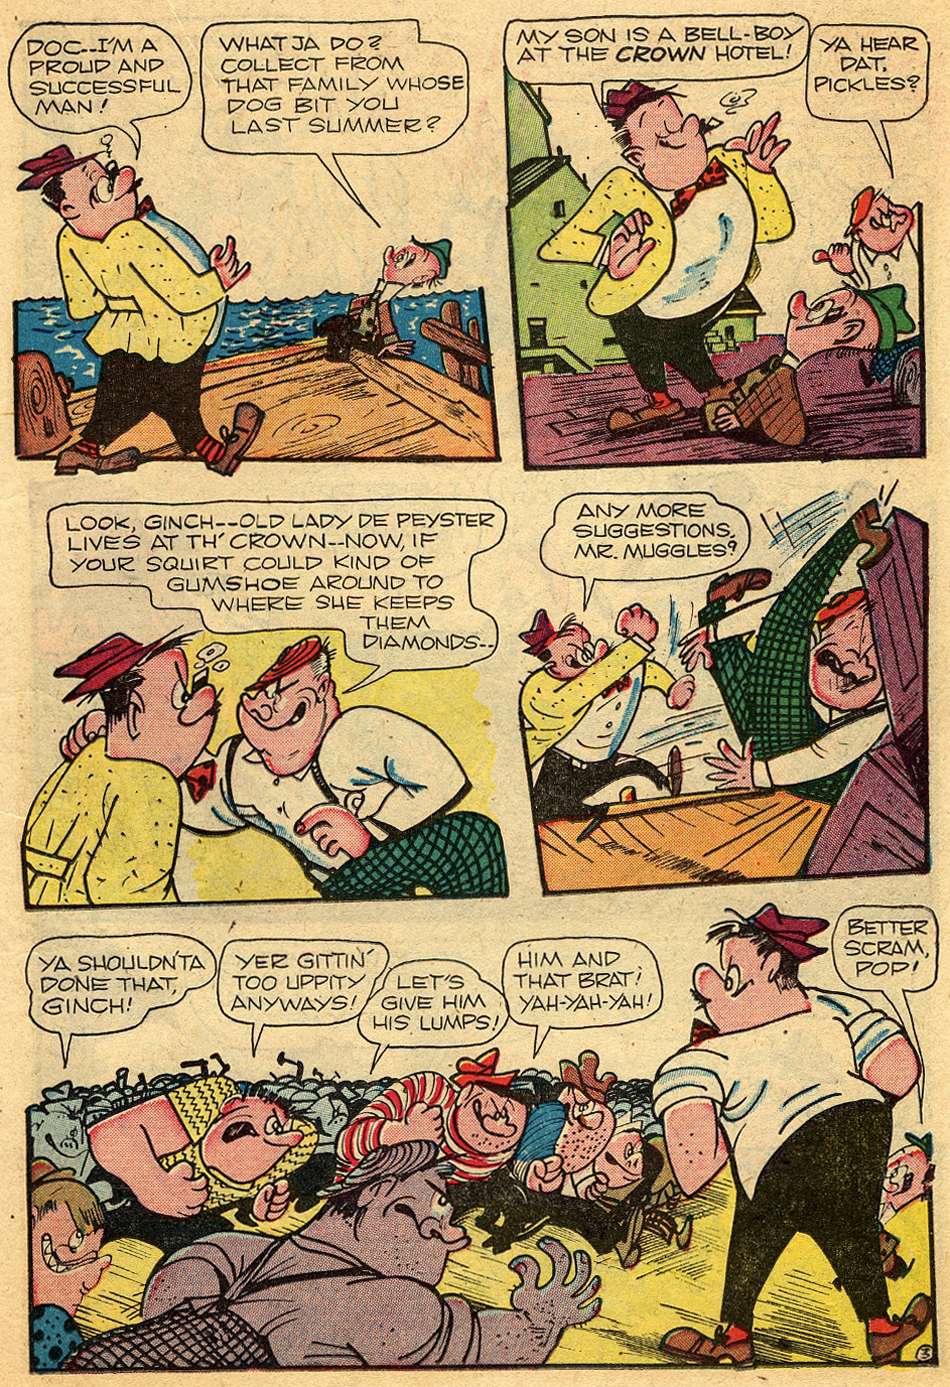 DOC--I'M A
PROUD AND
SUCCESSFUL
MAN!
WHAT JA DO?
COLLECT FROM
THAT FAMILY WHOSE
DOG BIT YOU
LAST SUMMER?
MY SON IS A BELL-BOY
AT THE CROWN HOTEL!
YA HEAR
DAT,
PICKLES?
LOOK, GINCH--OLD LADY DE PEYSTER
LIVES AT TH' CROWN--NOW, IF
YOUR SQUIRT COULD KIND OF
GUMSHOE AROUND TO
WHERE SHE KEEPS
THEM
DIAMONDS--
ANY MORE
SUGGESTIONS,
MR. MUGGLES?
YA SHOULDN'TA
DONE THAT,
GINCH!
YER GITTIN'
TOO UPPITY
ANYWAYS!
LET'S
GIVE HIM
HIS LUMPS!
HIM AND
THAT BRAT!
YAH-YAH-YAH!
BETTER
SCRAM,
POP!
3